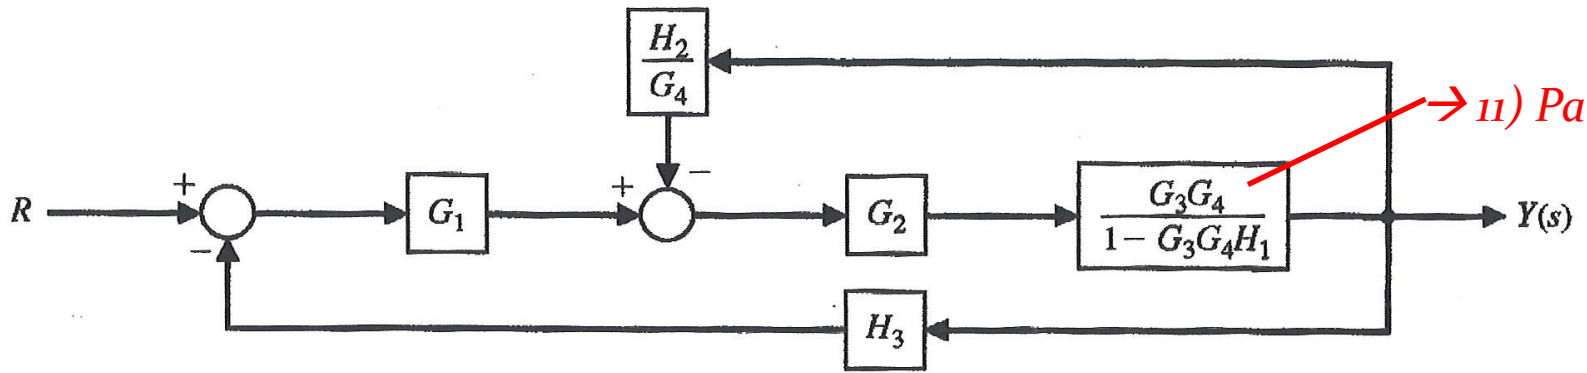 H₂
G₄
→ 11) Pa
R
+
−
G₁
+
−
G₂
G₃G₄
1 − G₃G₄H₁
Y(s)
H₃